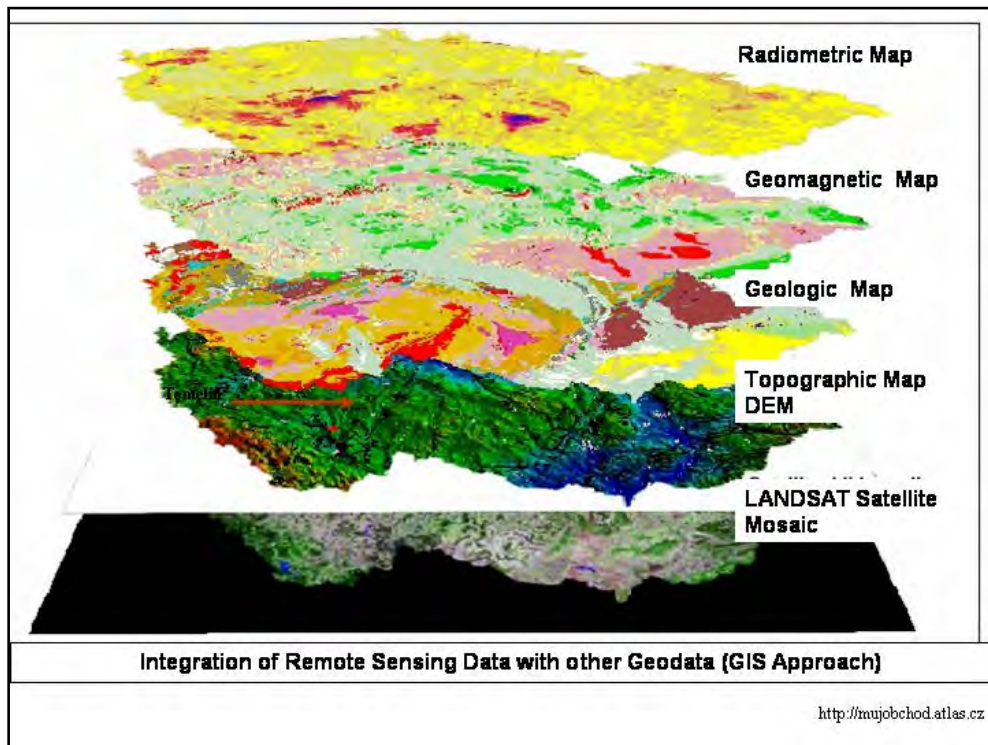 Radiometric Map
Geomagnetic Map
Geologic Map
Topographic Map
DEM
LANDSAT Satellite
Mosaic
Integration of Remote Sensing Data with other Geodata (GIS Approach)
http://mujobchod.atlas.cz